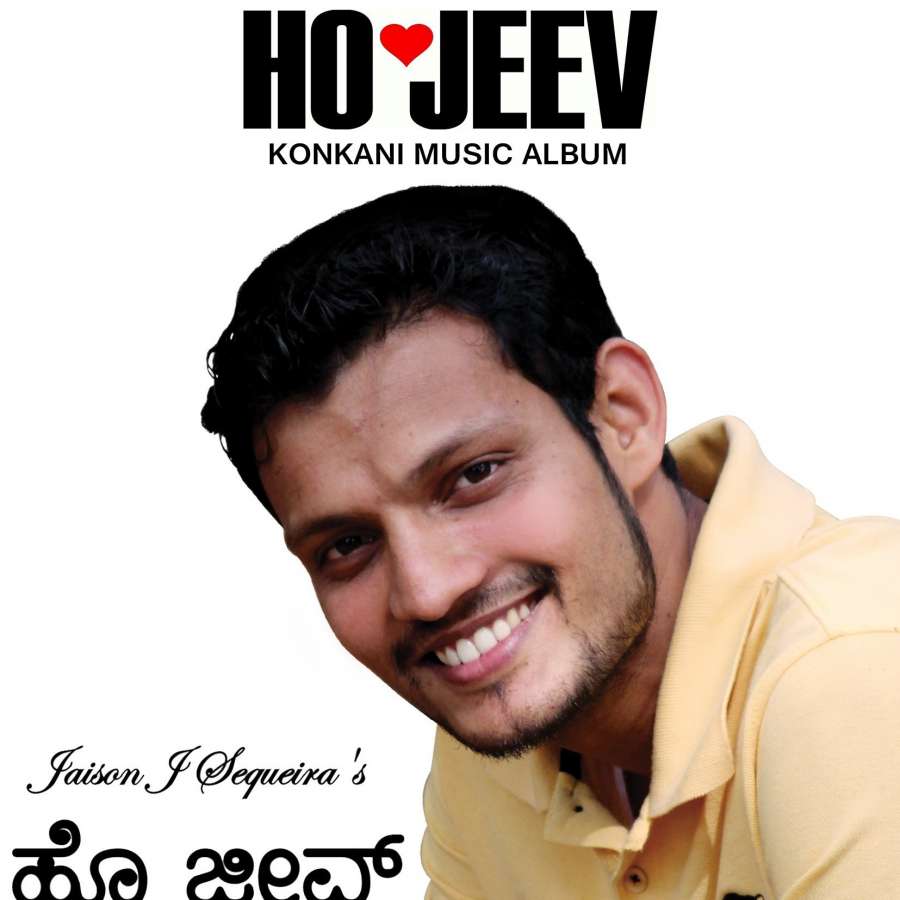 HO JEEV
KONKANI MUSIC ALBUM
Jaison J Sequeira 's
ಹೊ ಜೀವ್